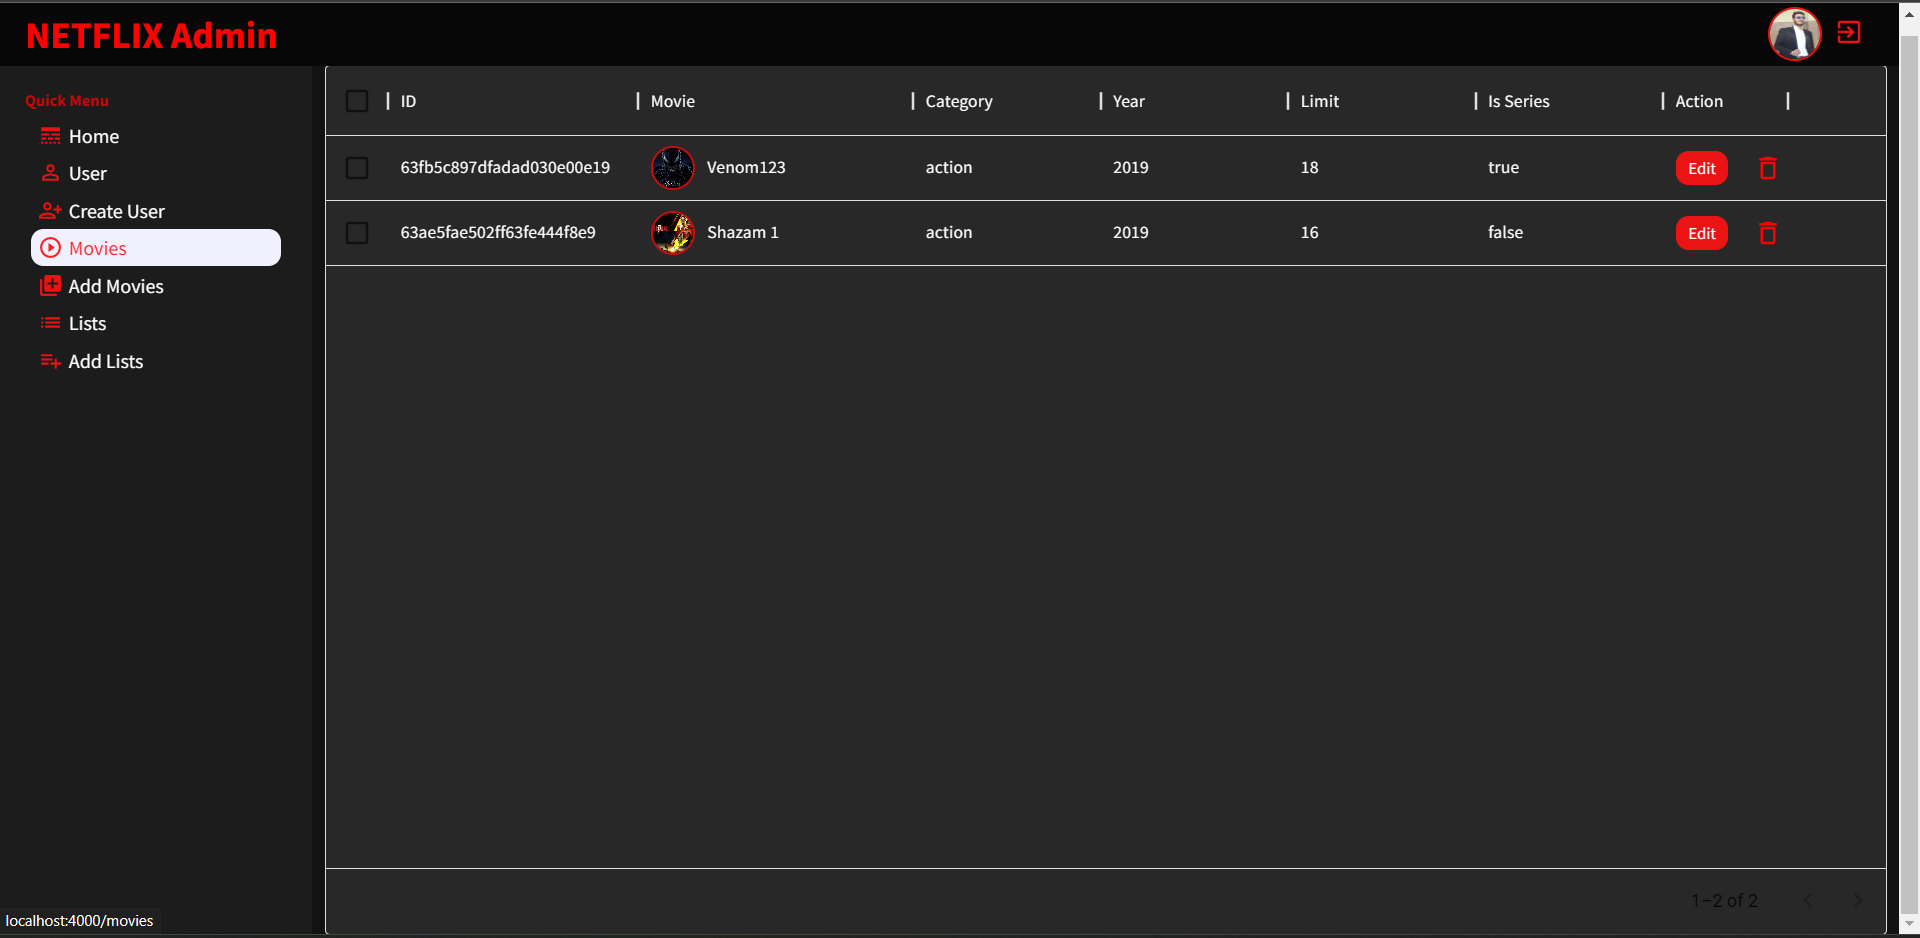 NETFLIX Admin
Quick Menu
Home
User
Create User
Movies
Add Movies
Lists
Add Lists
ID Movie Category Year Limit Is Series Action
63fb5c897dfadad030e00e19 Venom123 action 2019 18 true Edit
63ae5fae502ff63fe444f8e9 Shazam 1 action 2019 16 false Edit
1–2 of 2
localhost:4000/movies